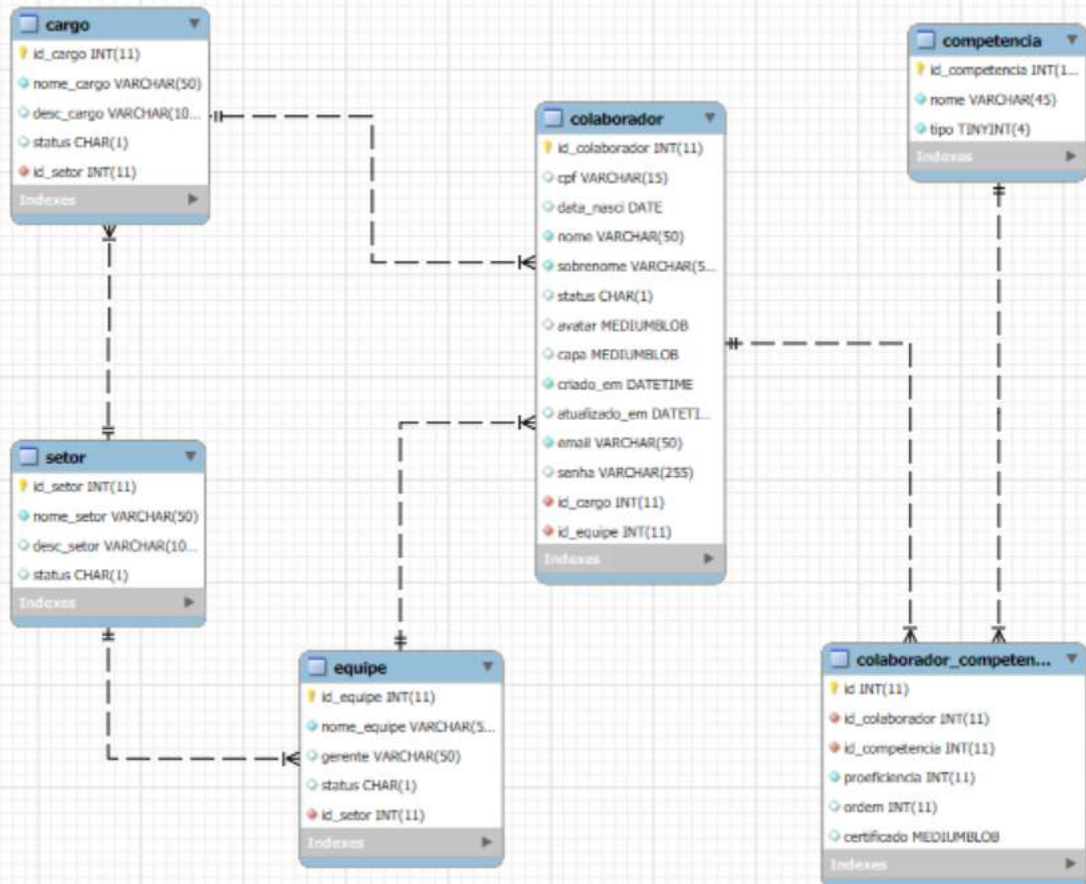 cargo
id_cargo INT(11)
nome_cargo VARCHAR(50)
desc_cargo VARCHAR(10...
status CHAR(1)
id_setor INT(11)
Indexes
competencia
id_competencia INT(1...
nome VARCHAR(45)
tipo TINYINT(4)
Indexes
colaborador
id_colaborador INT(11)
cpf VARCHAR(15)
data_nasci DATE
nome VARCHAR(50)
sobrenome VARCHAR(5...
status CHAR(1)
avatar MEDIUMBLOB
capa MEDIUMBLOB
criado_em DATETIME
atualizado_em DATETI...
email VARCHAR(50)
senha VARCHAR(255)
id_cargo INT(11)
id_equipe INT(11)
Indexes
setor
id_setor INT(11)
nome_setor VARCHAR(50)
desc_setor VARCHAR(10...
status CHAR(1)
Indexes
equipe
id_equipe INT(11)
nome_equipe VARCHAR(5...
gerente VARCHAR(50)
status CHAR(1)
id_setor INT(11)
Indexes
colaborador_competen...
id INT(11)
id_colaborador INT(11)
id_competencia INT(11)
proeficiencia INT(11)
ordem INT(11)
certificado MEDIUMBLOB
Indexes